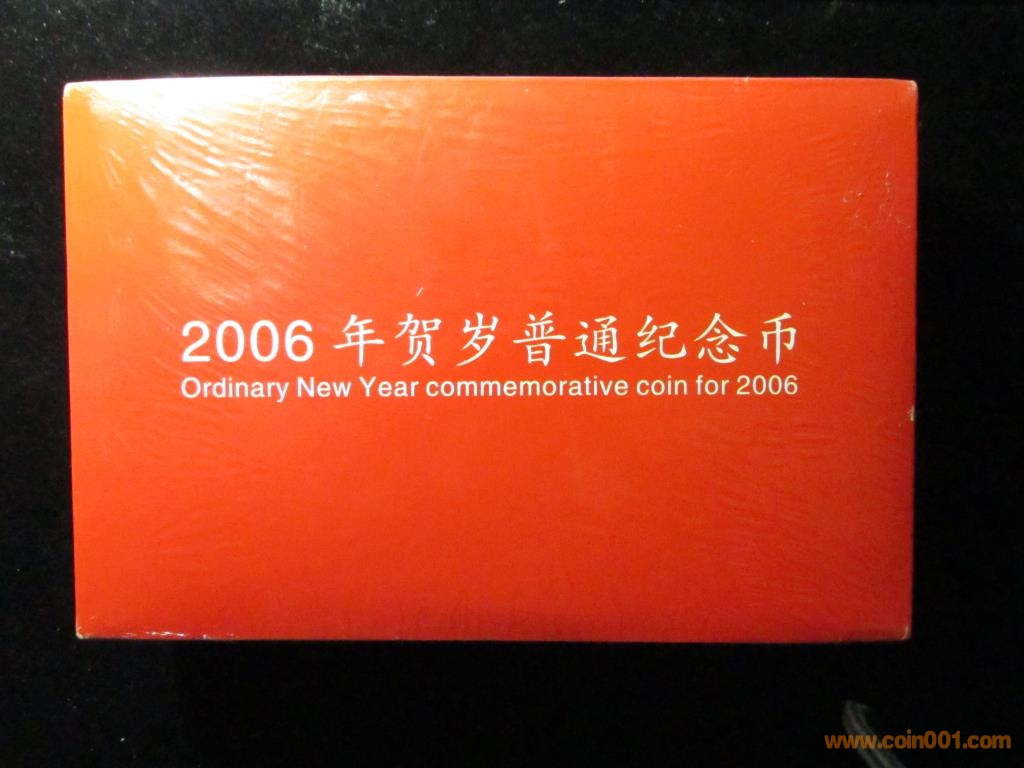 2006 年贺岁普通纪念币
Ordinary New Year commemorative coin for 2006
www.coin001.com